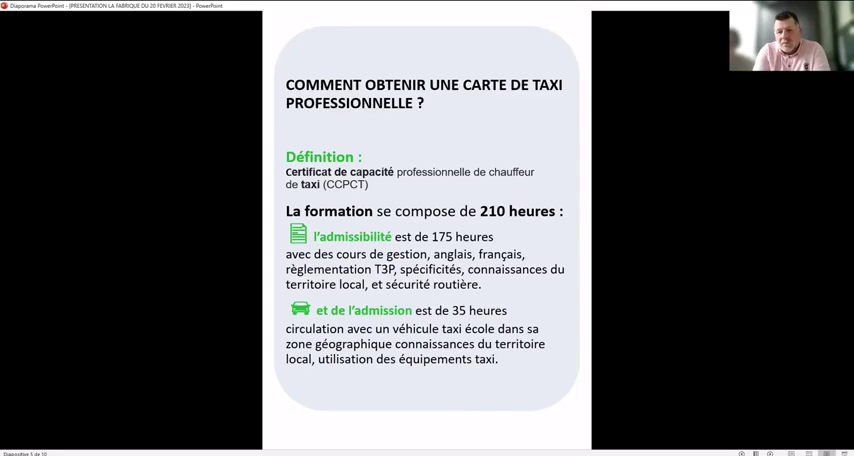 Diaporama PowerPoint - [PRESENTATION LA FABRIQUE DU 20 FEVRIER 2023] - PowerPoint
COMMENT OBTENIR UNE CARTE DE TAXI
PROFESSIONNELLE ?
Définition :
Certificat de capacité professionnelle de chauffeur
de taxi (CCPCT)
La formation se compose de 210 heures :
l’admissibilité est de 175 heures
avec des cours de gestion, anglais, français,
règlementation T3P, spécificités, connaissances du
territoire local, et sécurité routière.
et de l’admission est de 35 heures
circulation avec un véhicule taxi école dans sa
zone géographique connaissances du territoire
local, utilisation des équipements taxi.
Diapositive 5 de 10